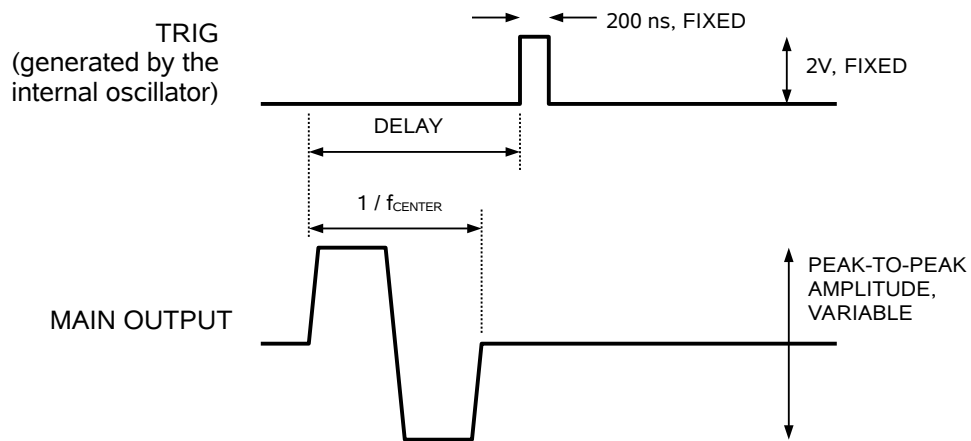 TRIG
(generated by the
internal oscillator)
200 ns, FIXED
2V, FIXED
DELAY
1 / fCENTER
MAIN OUTPUT
PEAK-TO-PEAK
AMPLITUDE,
VARIABLE